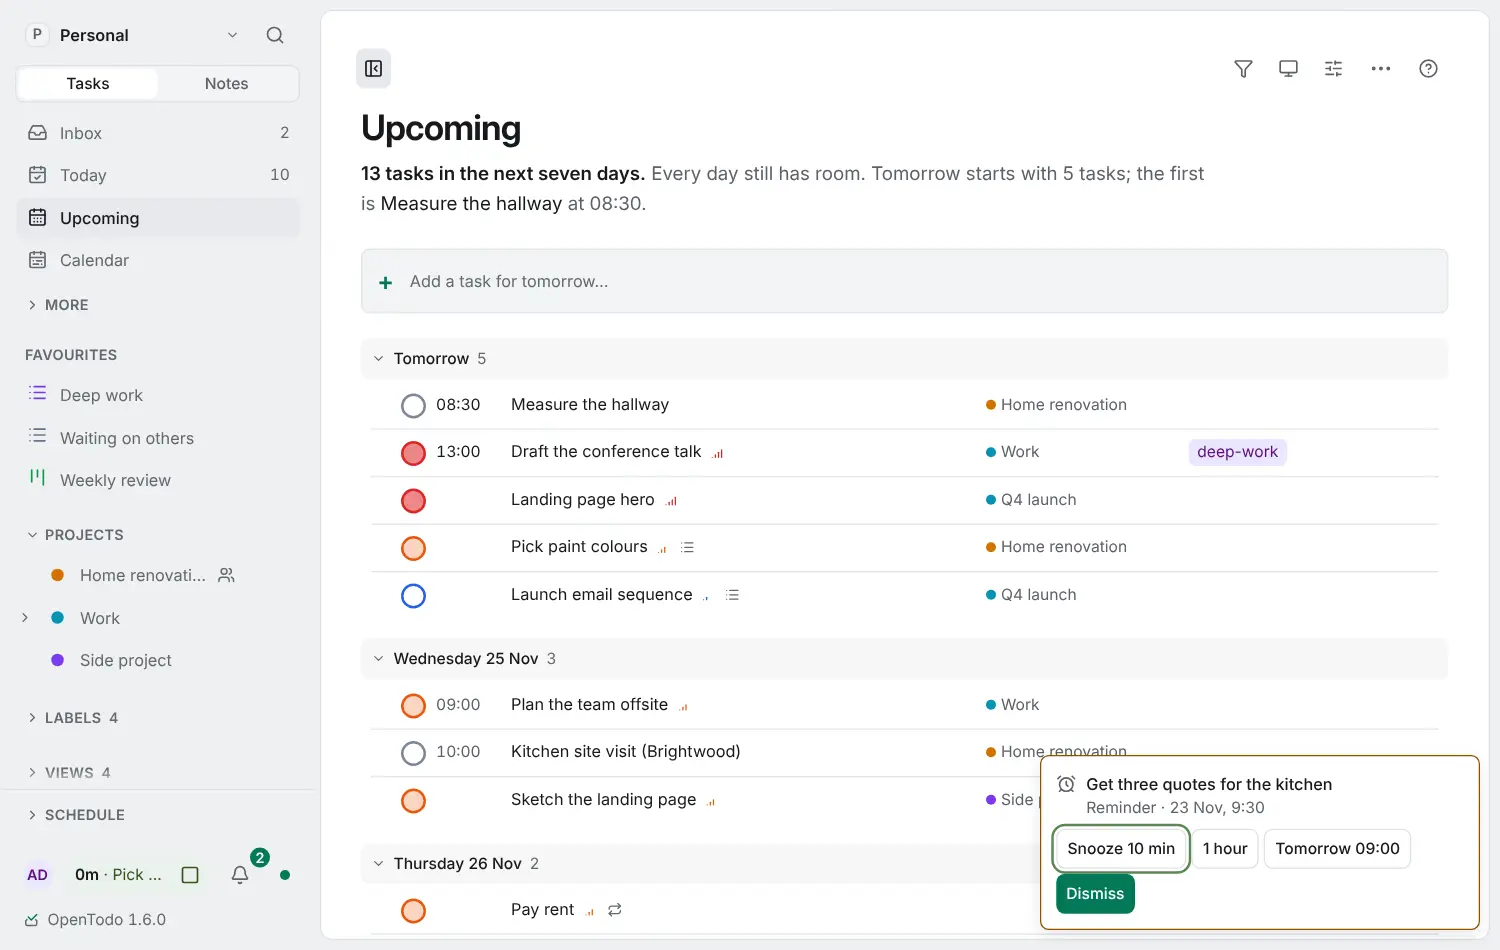 P Personal
Tasks Notes
Inbox 2
Today 10
Upcoming
Calendar
MORE
FAVOURITES
Deep work
Waiting on others
Weekly review
PROJECTS
Home renovati...
Work
Side project
LABELS 4
VIEWS 4
SCHEDULE
AD 0m · Pick ... 2
OpenTodo 1.6.0
Upcoming
13 tasks in the next seven days. Every day still has room. Tomorrow starts with 5 tasks; the first
is Measure the hallway at 08:30.
+ Add a task for tomorrow...
Tomorrow 5
08:30 Measure the hallway Home renovation
13:00 Draft the conference talk Work deep-work
Landing page hero Q4 launch
Pick paint colours Home renovation
Launch email sequence Q4 launch
Wednesday 25 Nov 3
09:00 Plan the team offsite Work
10:00 Kitchen site visit (Brightwood) Home renovation
Sketch the landing page Side
Thursday 26 Nov 2
Pay rent
Get three quotes for the kitchen
Reminder · 23 Nov, 9:30
Snooze 10 min 1 hour Tomorrow 09:00
Dismiss